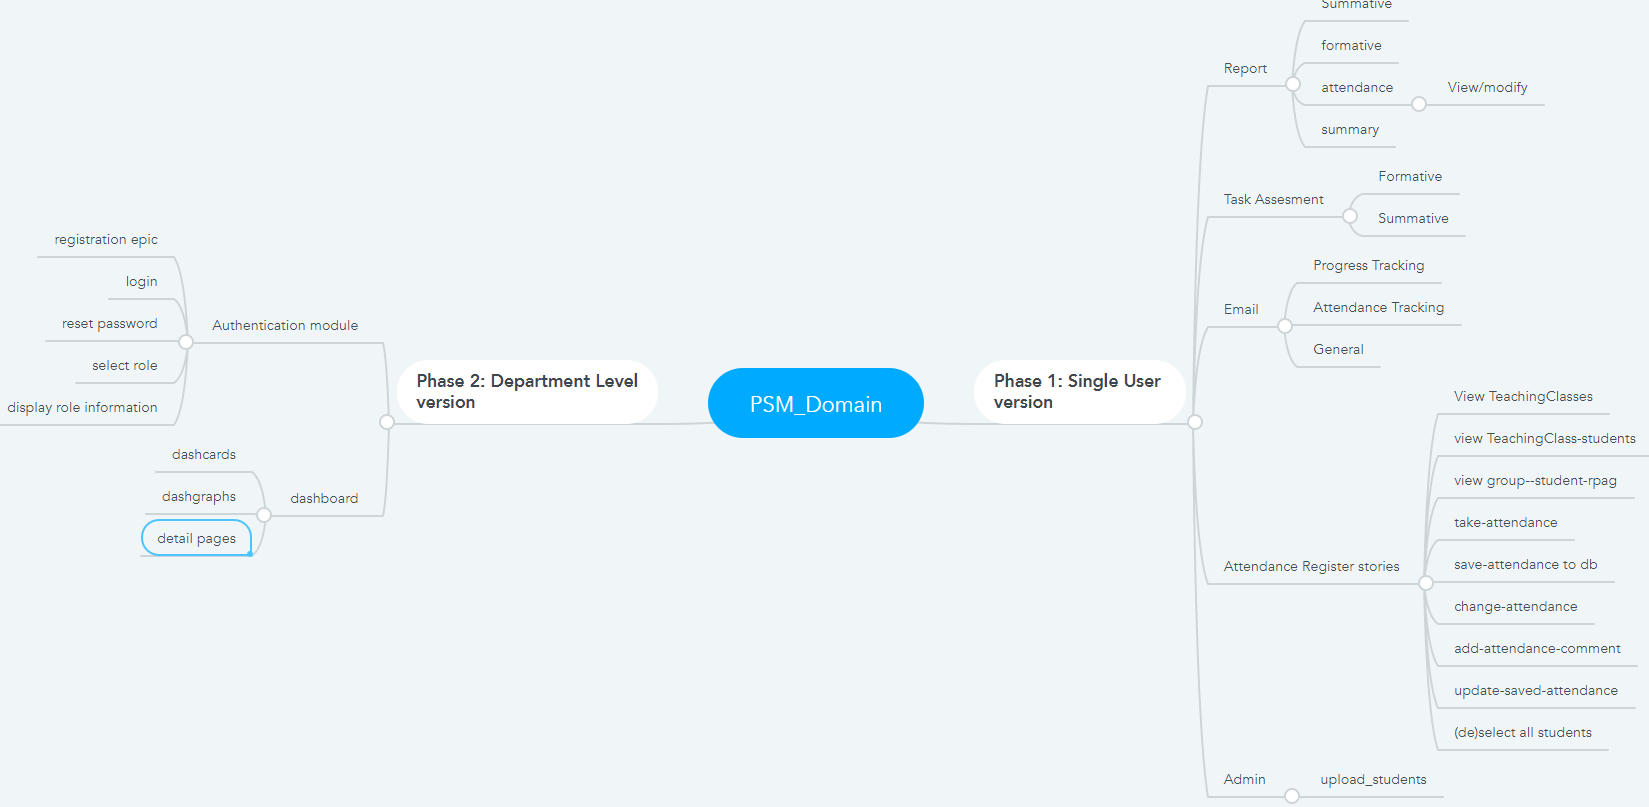 PSM_Domain
Phase 1: Single User
version
Report
Summative
formative
attendance
View/modify
summary
Task Assesment
Formative
Summative
Email
Progress Tracking
Attendance Tracking
General
Attendance Register stories
View TeachingClasses
view TeachingClass-students
view group--student-rpag
take-attendance
save-attendance to db
change-attendance
add-attendance-comment
update-saved-attendance
(de)select all students
Admin
upload_students
Phase 2: Department Level
version
Authentication module
registration epic
login
reset password
select role
display role information
dashboard
dashcards
dashgraphs
detail pages